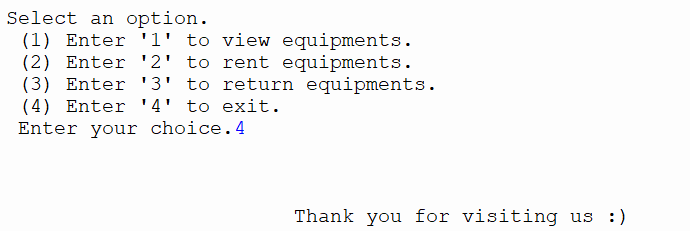 Select an option.
(1) Enter '1' to view equipments.
(2) Enter '2' to rent equipments.
(3) Enter '3' to return equipments.
(4) Enter '4' to exit.
Enter your choice.4
Thank you for visiting us :)